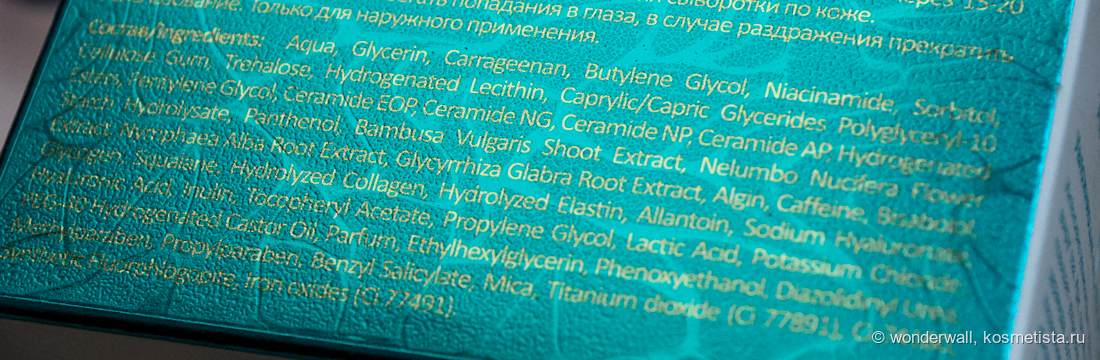 попадания в глаза, в случае раздражения прекратить
Только для наружного применения.
Состав/Ingredients: Aqua, Glycerin, Carrageenan, Butylene Glycol, Niacinamide, Sorbitol,
Cellulose Gum, Trehalose, Hydrogenated Lecithin, Caprylic/Capric Glycerides Polyglyceryl-10
Esters, Pentylene Glycol, Ceramide EOP, Ceramide NG, Ceramide NP, Ceramide AP, Hydrogenated
Starch Hydrolysate, Panthenol, Bambusa Vulgaris Shoot Extract, Nelumbo Nucifera Flower
Extract, Nymphaea Alba Root Extract, Glycyrrhiza Glabra Root Extract, Algin, Caffeine, Bisabolol,
Glycogen, Squalane, Hydrolyzed Collagen, Hydrolyzed Elastin, Allantoin, Sodium Hyaluronate,
Hyaluronic Acid, Inulin, Tocopheryl Acetate, Propylene Glycol, Lactic Acid, Potassium Chloride
PEG-40 Hydrogenated Castor Oil, Parfum, Ethylhexylglycerin, Phenoxyethanol, Diazolidinyl Urea,
Methylparaben, Propylparaben, Benzyl Salicylate, Mica, Titanium dioxide (CI 77891),
Synthetic Fluorphlogopite, Iron oxides (CI 77491)
© wonderwall, kosmetista.ru